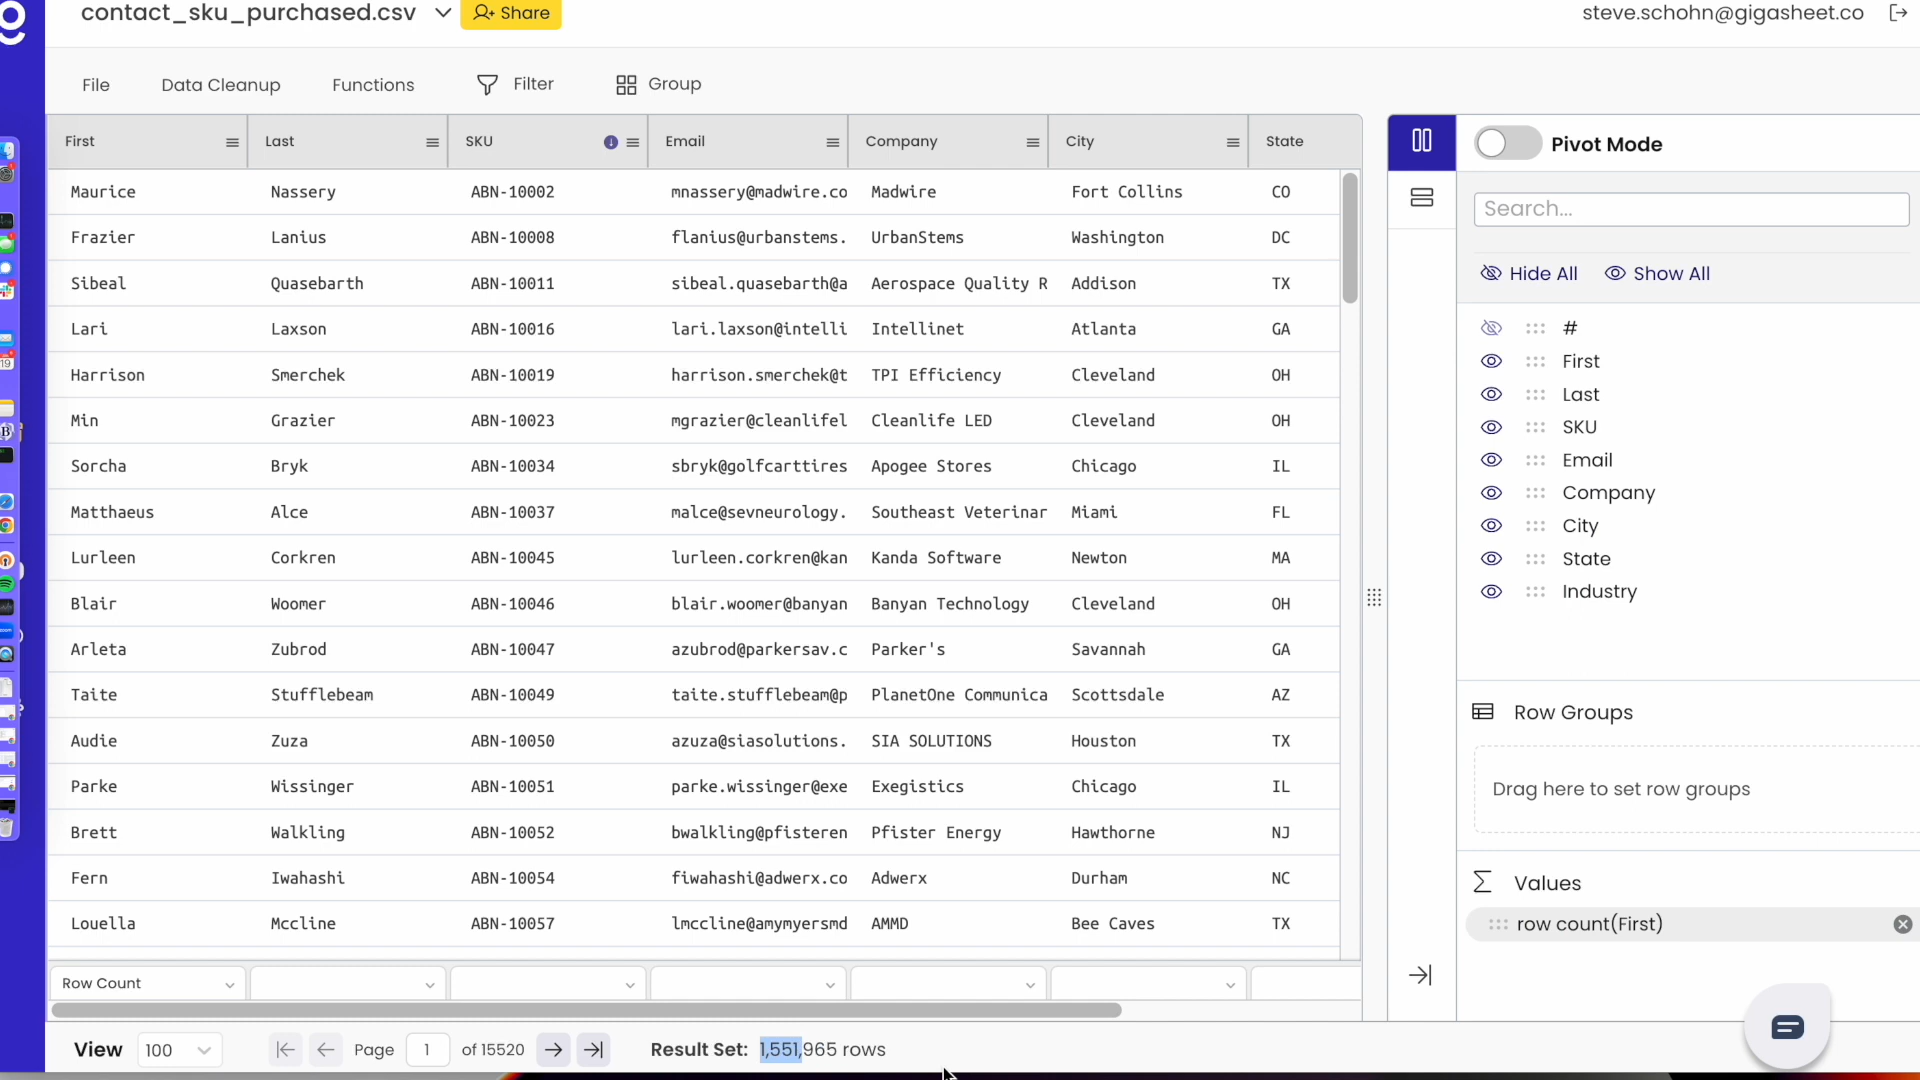 contact_sku_purchased.csv Share steve.schohn@gigasheet.co
File Data Cleanup Functions Filter Group
First Last SKU Email Company City State
Maurice Nassery ABN-10002 mnassery@madwire.co Madwire Fort Collins CO
Frazier Lanius ABN-10008 flanius@urbanstems. UrbanStems Washington DC
Sibeal Quasebarth ABN-10011 sibeal.quasebarth@a Aerospace Quality R Addison TX
Lari Laxson ABN-10016 lari.laxson@intelli Intellinet Atlanta GA
Harrison Smerchek ABN-10019 harrison.smerchek@t TPI Efficiency Cleveland OH
Min Grazier ABN-10023 mgrazier@cleanlifel Cleanlife LED Cleveland OH
Sorcha Bryk ABN-10034 sbryk@golfcarttires Apogee Stores Chicago IL
Matthaeus Alce ABN-10037 malce@sevneurology. Southeast Veterinar Miami FL
Lurleen Corkren ABN-10045 lurleen.corkren@kan Kanda Software Newton MA
Blair Woomer ABN-10046 blair.woomer@banyan Banyan Technology Cleveland OH
Arleta Zubrod ABN-10047 azubrod@parkersav.c Parker's Savannah GA
Taite Stufflebeam ABN-10049 taite.stufflebeam@p PlanetOne Communica Scottsdale AZ
Audie Zuza ABN-10050 azuza@siasolutions. SIA SOLUTIONS Houston TX
Parke Wissinger ABN-10051 parke.wissinger@exe Exegistics Chicago IL
Brett Walkling ABN-10052 bwalkling@pfisteren Pfister Energy Hawthorne NJ
Fern Iwahashi ABN-10054 fiwahashi@adwerx.co Adwerx Durham NC
Louella Mccline ABN-10057 lmccline@amymyersmd AMMD Bee Caves TX
Row Count
View 100 Page 1 of 15520 Result Set: 1,551,965 rows
Pivot Mode
Search...
Hide All Show All
#
First
Last
SKU
Email
Company
City
State
Industry
Row Groups
Drag here to set row groups
Values
row count(First)